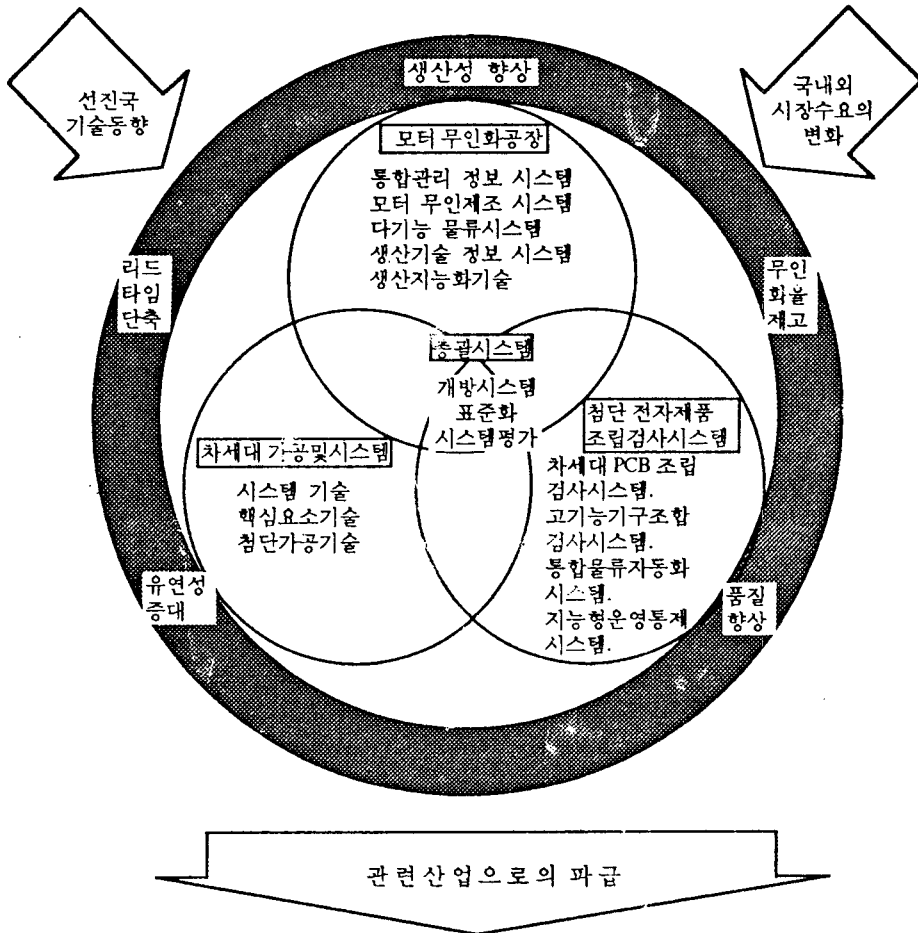 생산성 향상
선진국
기술동향
국내외
시장수요의
변화
모터 무인화공장
통합관리 정보 시스템
모터 무인제조 시스템
다기능 물류시스템
생산기술 정보 시스템
생산지능화기술
리드
타임
단축
무인
화율
제고
총괄시스템
개방시스템
표준화
시스템평가
차세대 가공및시스템
시스템 기술
핵심요소기술
첨단가공기술
첨단 전자제품
조립검사시스템
차세대 PCB 조립
검사시스템.
고기능기구조합
검사시스템.
통합물류자동화
시스템.
지능형운영통제
시스템.
유연성
증대
품질
향상
관련산업으로의 파급